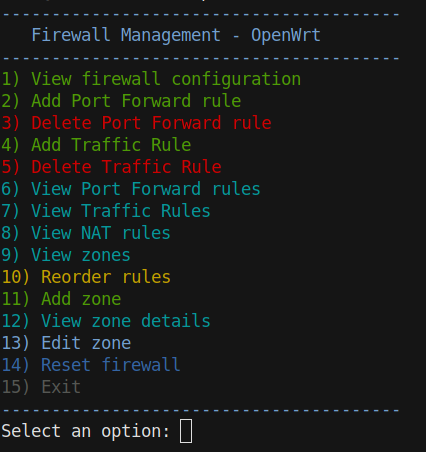 ----------------------------------------
   Firewall Management - OpenWrt
----------------------------------------
1) View firewall configuration
2) Add Port Forward rule
3) Delete Port Forward rule
4) Add Traffic Rule
5) Delete Traffic Rule
6) View Port Forward rules
7) View Traffic Rules
8) View NAT rules
9) View zones
10) Reorder rules
11) Add zone
12) View zone details
13) Edit zone
14) Reset firewall
15) Exit
----------------------------------------
Select an option: